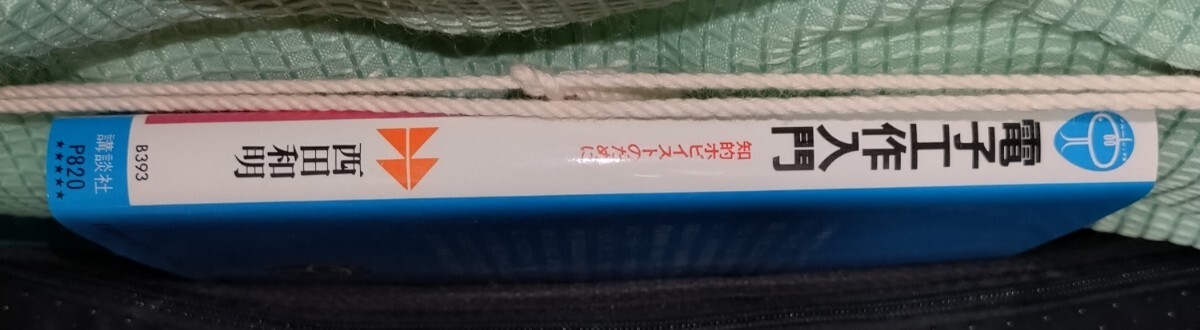 電子工作入門
知的ホビイストのために
西田和明
B393
講談社
P820
★★★★★